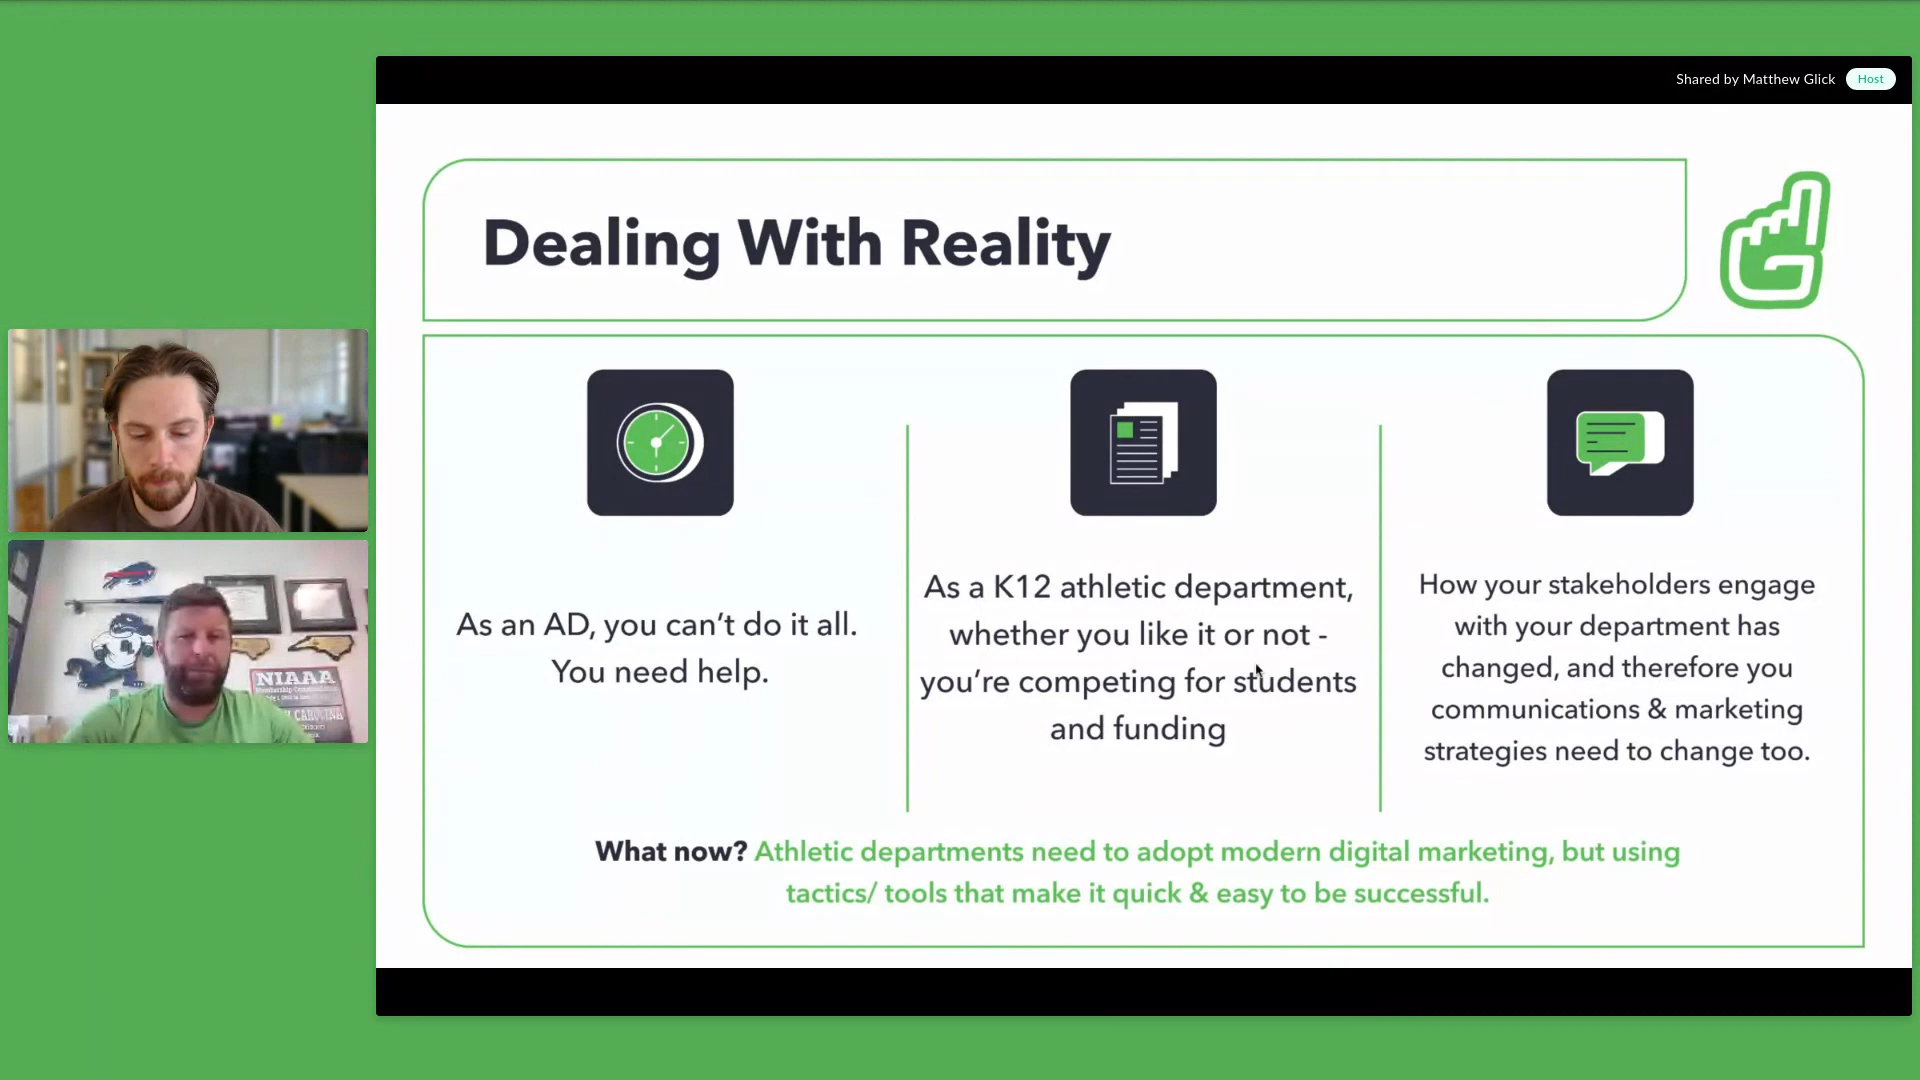 Shared by Matthew Glick Host
Dealing With Reality
As an AD, you can’t do it all.
You need help.
As a K12 athletic department,
whether you like it or not -
you’re competing for students
and funding
How your stakeholders engage
with your department has
changed, and therefore you
communications & marketing
strategies need to change too.
What now? Athletic departments need to adopt modern digital marketing, but using
tactics/ tools that make it quick & easy to be successful.
NIAAA
CAROLINA